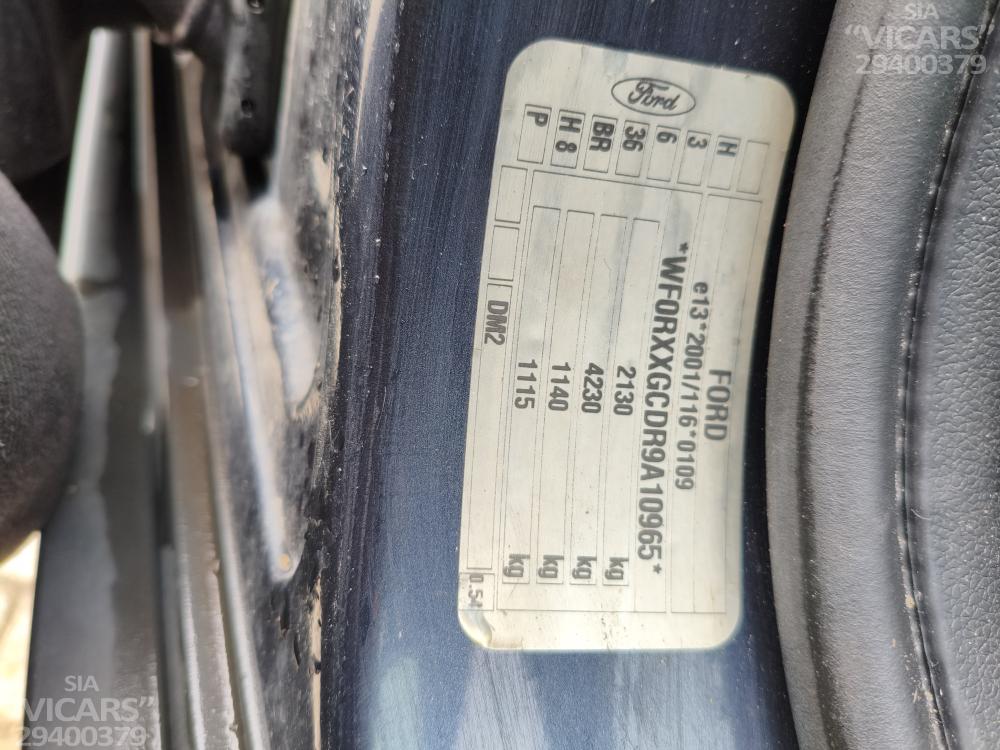 SIA
"VICARS"
29400379
Ford
H
3
6
36
BR
H 8
P
FORD
e13*2001/116*0109
*WF0RXXGCDR9A10965*
2130 kg
4230 kg
1140 kg
1115 kg
DM2
SIA
VICARS"
29400379